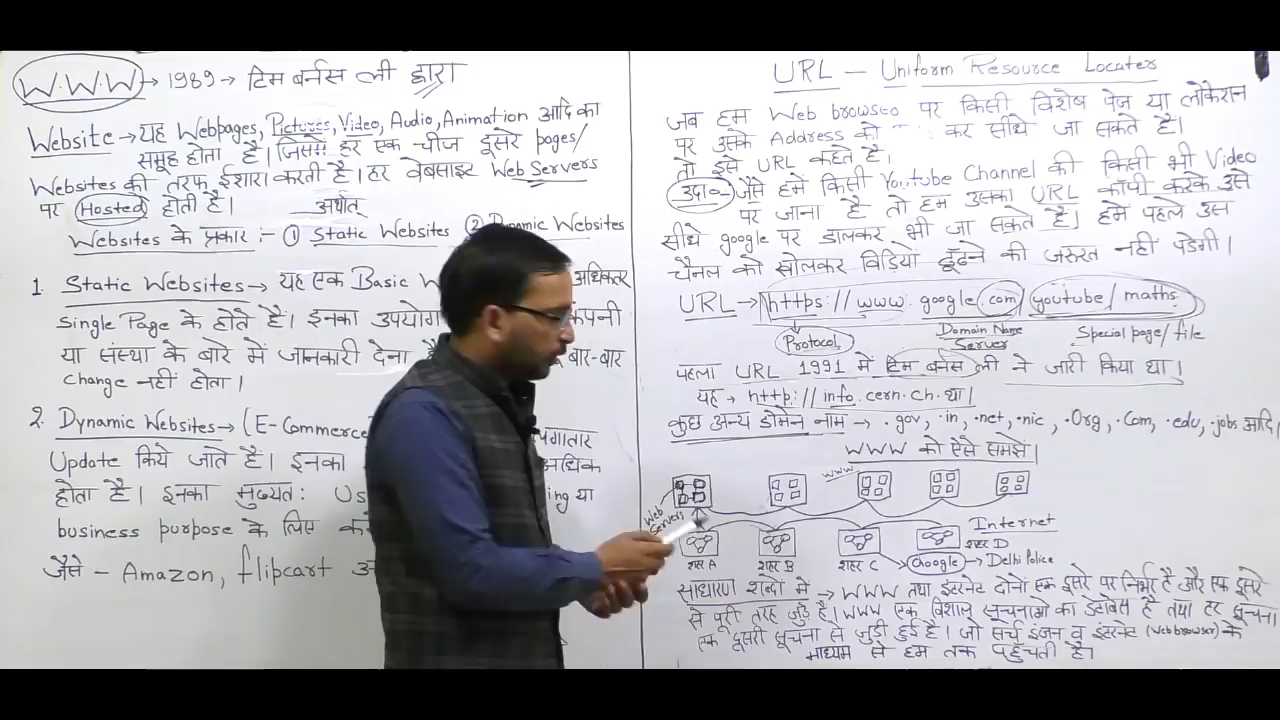 W.W.W → 1989 → टिम बर्नस ली द्वारा
Website → यह Webpages, Pictures, Video, Audio, Animation आदि का
समूह होता है। जिसमें हर एक चीज दूसरे pages/
Websites की तरफ ईशारा करती है। हर वेबसाइट Web Servers
पर Hosted होती है। अर्थात्
Websites के प्रकार :- ① Static Websites ② Dynamic Websites
1. Static Websites → यह एक Basic W अधिकतर
Single Page के होते हैं। इनका उपयोग कंपनी
या संस्था के बारे में जानकारी देना बार-बार
Change नहीं होता।
2. Dynamic Websites → (E-Commerce लगातार
Update किये जाते है। इनका अधिक
होता है। इनका मुख्यत: Us ing या
business purpose के लिए
जैसे - Amazon, flipcart
URL — Uniform Resource Locater
जब हम Web browseo पर किसी विशेष पेज या लोकेशन
पर उसके Address को कर सीधे जा सकते है।
तो इसे URL कहते है।
उदा०- जैसे हमें किसी Youtube Channel की किसी भी Video
पर जाना है तो हम उसका URL कॉपी करके उसे
सीधे google पर डालकर भी जा सकते है। हमें पहले उस
चैनल को खोलकर विडियो ढूँढने की जरुरत नहीं पडेगी।
URL → https:// www. google.com youtube/maths
Protocol Domain Name Server Special page/file
पहला URL 1991 में टिम बर्नस ली ने जारी किया था।
यह → http://info.cern.ch था।
कुछ अन्य डोमेन नाम → .gov, .in, .net, .nic, .Org, .Com, .edu, .jobs आदि
WWW को ऐसे समझें
WWW
Web Servers
Internet
शहर A शहर B शहर C शहर D
Google → Delhi Police
साधारण शब्दों में → WWW तथा इंटरनेट दोनों एक दूसरे पर निर्भर है और एक दूसरे
से पूरी तरह जुडे है। WWW एक विशाल सूचनाओ का डेटाबेस है तथा हर सूचना
एक दूसरी सूचना से जुडी हुई है। जो सर्च इंजन व इंटरनेट (Web browser) के
माध्यम से हम तक पहुँचती है।